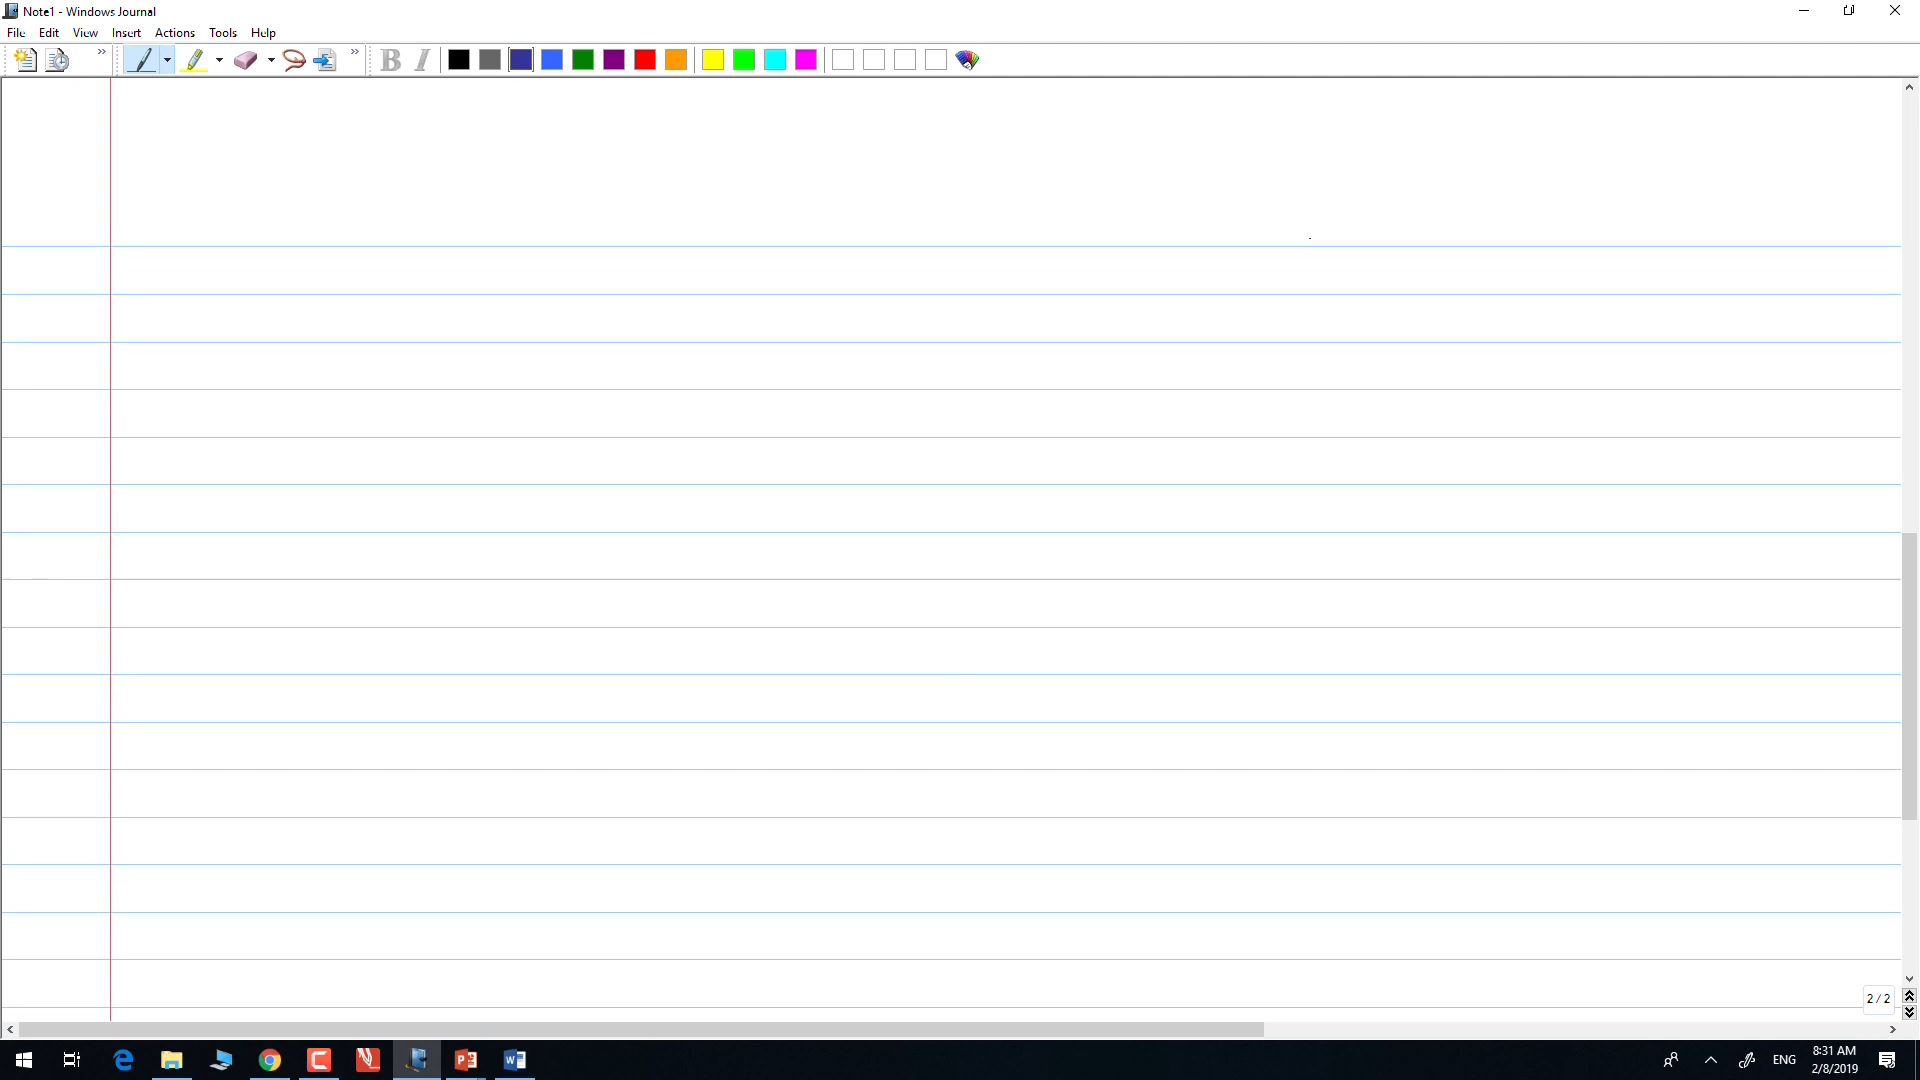 Note1 - Windows Journal
File Edit View Insert Actions Tools Help
B I
2 / 2
ENG
8:31 AM
2/8/2019